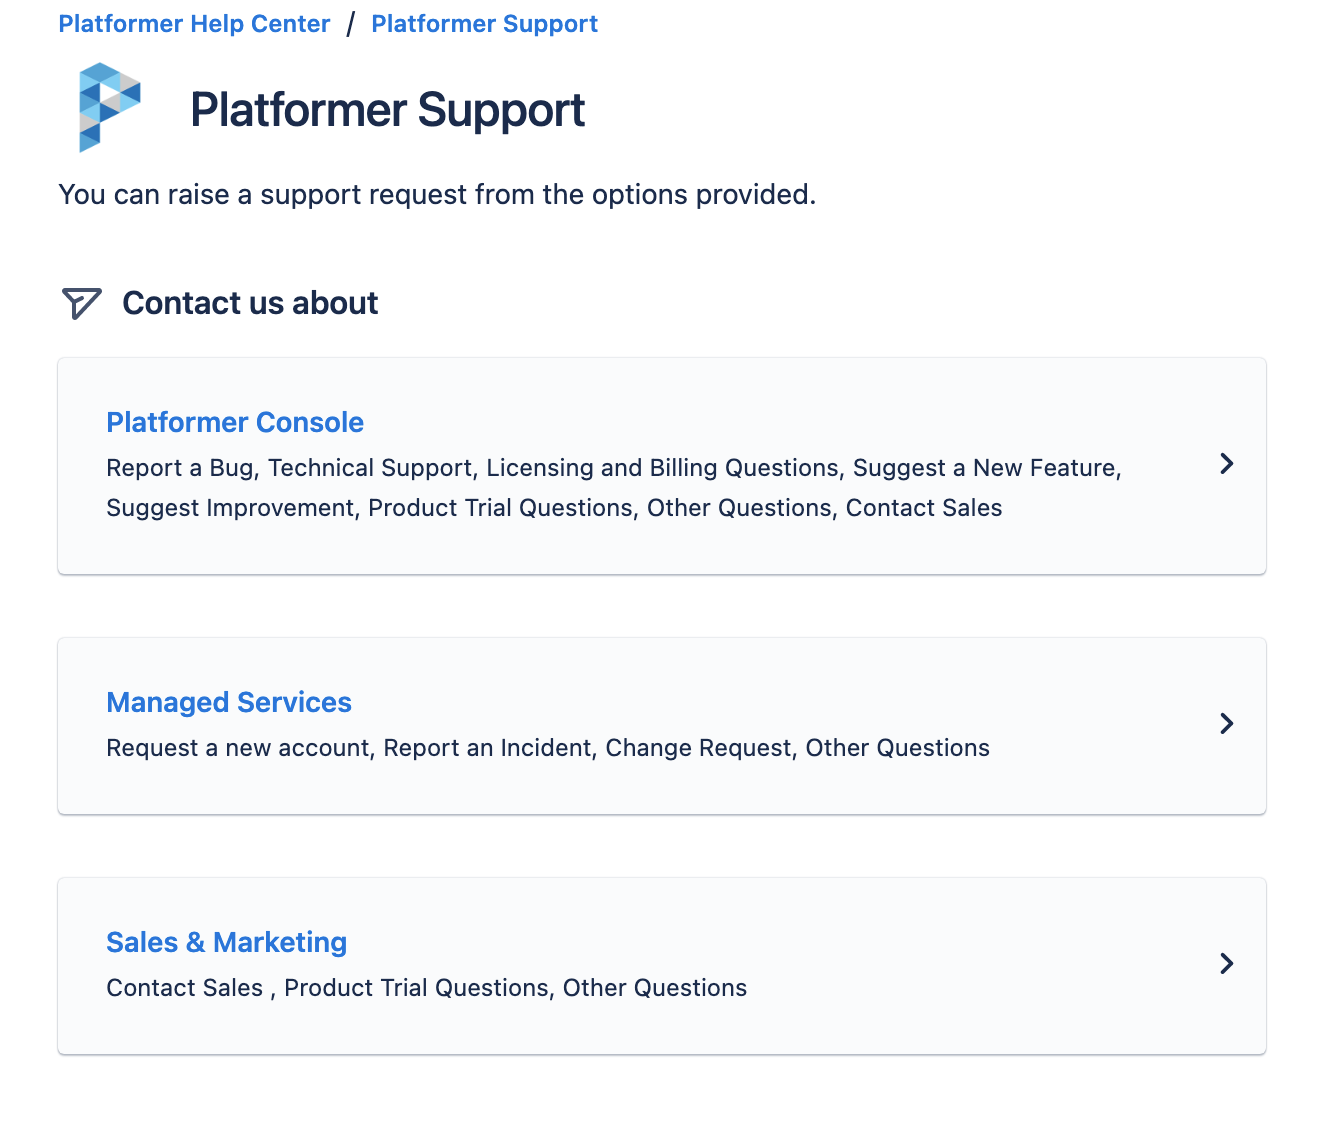 Platformer Help Center / Platformer Support
Platformer Support
You can raise a support request from the options provided.
Contact us about
Platformer Console
Report a Bug, Technical Support, Licensing and Billing Questions, Suggest a New Feature,
Suggest Improvement, Product Trial Questions, Other Questions, Contact Sales
Managed Services
Request a new account, Report an Incident, Change Request, Other Questions
Sales & Marketing
Contact Sales , Product Trial Questions, Other Questions